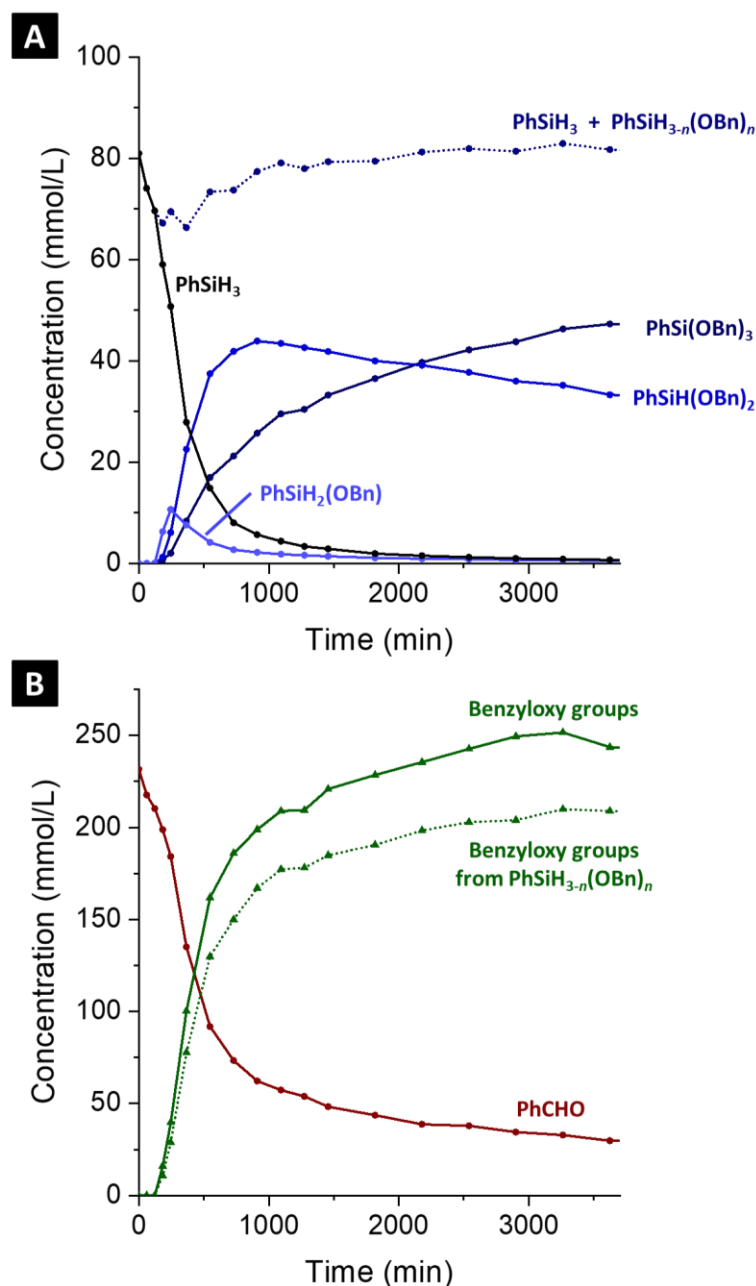 A
100
80
60
40
20
0
Concentration (mmol/L)
PhSiH₃ + PhSiH₃₋ₙ(OBn)ₙ
PhSiH₃
PhSi(OBn)₃
PhSiH(OBn)₂
PhSiH₂(OBn)
0 1000 2000 3000
Time (min)
B
250
200
150
100
50
0
Concentration (mmol/L)
Benzyloxy groups
Benzyloxy groups
from PhSiH₃₋ₙ(OBn)ₙ
PhCHO
0 1000 2000 3000
Time (min)